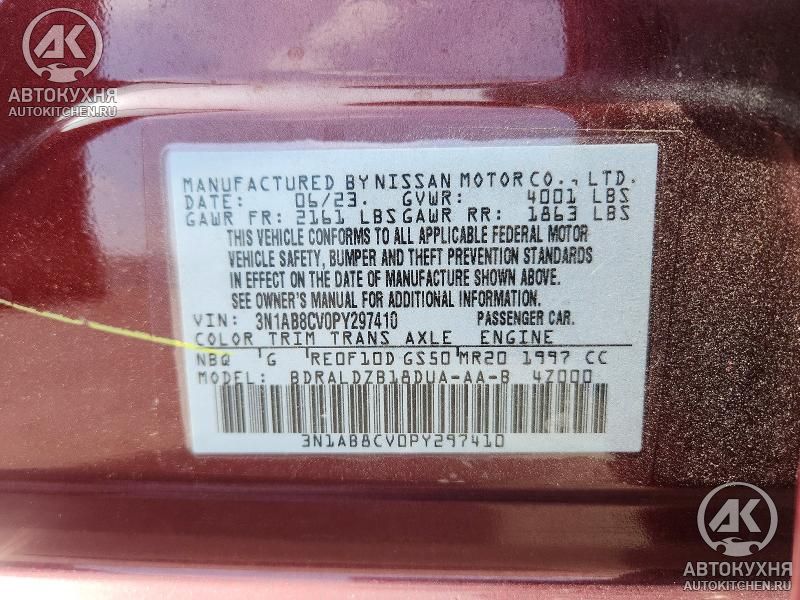 AK
АВТОКУХНЯ
AUTOKITCHEN.RU
MANUFACTURED BY NISSAN MOTOR CO., LTD.
DATE: 06/23. GVWR: 4001 LBS
GAWR FR: 2161 LBS GAWR RR: 1863 LBS
THIS VEHICLE CONFORMS TO ALL APPLICABLE FEDERAL MOTOR
VEHICLE SAFETY, BUMPER AND THEFT PREVENTION STANDARDS
IN EFFECT ON THE DATE OF MANUFACTURE SHOWN ABOVE.
SEE OWNER'S MANUAL FOR ADDITIONAL INFORMATION.
VIN: 3N1AB8CV0PY297410 PASSENGER CAR.
COLOR TRIM TRANS AXLE ENGINE
NBQ G RE0F10D GS50 MR20 1997 CC
MODEL: BDRALDZB18DUA-AA-B 4Z000
3N1AB8CV0PY297410
AK
АВТОКУХНЯ
AUTOKITCHEN.RU